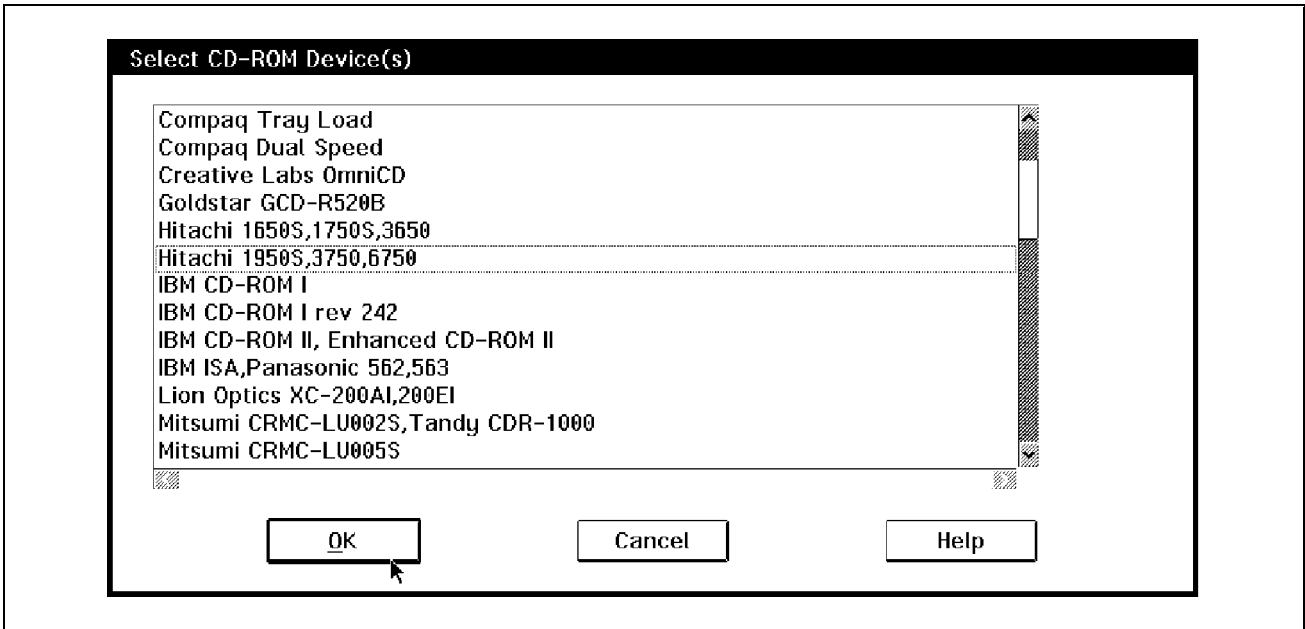 Select CD-ROM Device(s)
Compaq Tray Load
Compaq Dual Speed
Creative Labs OmniCD
Goldstar GCD-R520B
Hitachi 1650S,1750S,3650
Hitachi 1950S,3750,6750
IBM CD-ROM I
IBM CD-ROM I rev 242
IBM CD-ROM II, Enhanced CD-ROM II
IBM ISA,Panasonic 562,563
Lion Optics XC-200AI,200EI
Mitsumi CRMC-LU002S,Tandy CDR-1000
Mitsumi CRMC-LU005S
OK Cancel Help